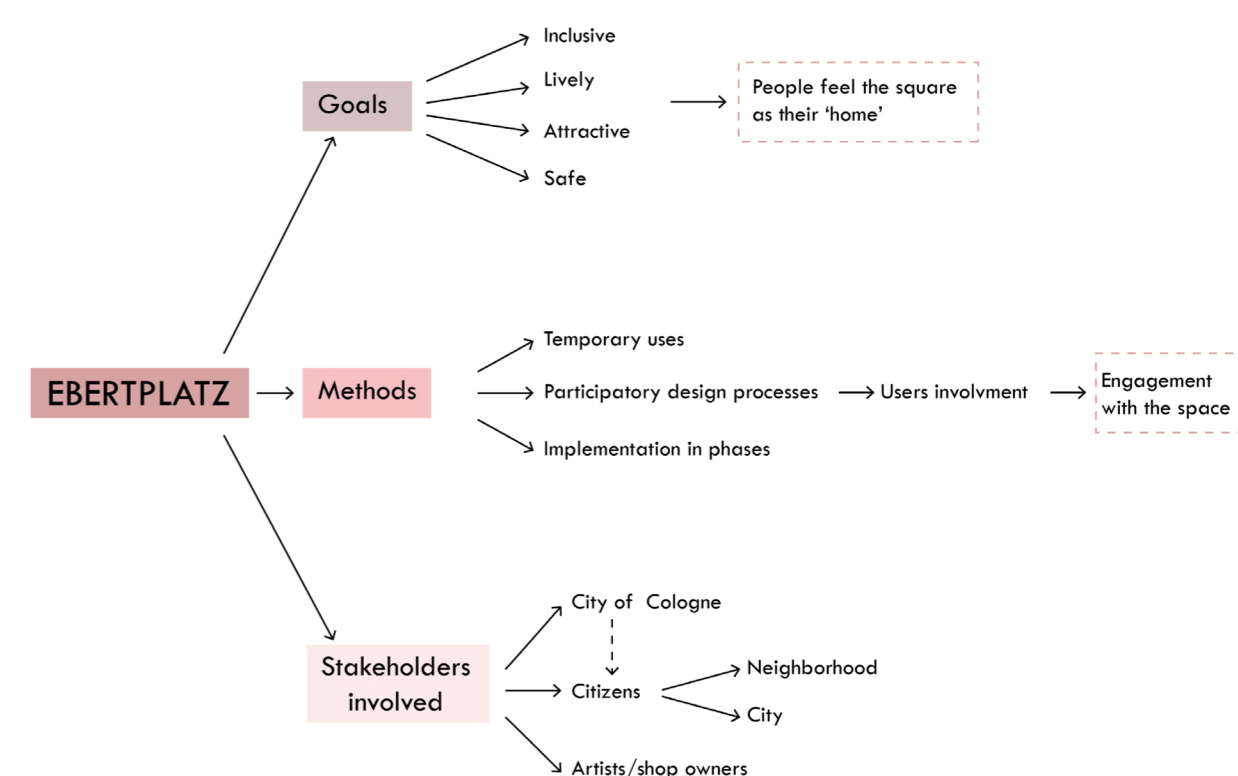 Inclusive
Lively
Goals
Attractive
Safe
People feel the square
as their ‘home’
EBERTPLATZ
Methods
Temporary uses
Participatory design processes
Users involvment
Engagement
with the space
Implementation in phases
Stakeholders
involved
City of Cologne
Citizens
Neighborhood
City
Artists/shop owners